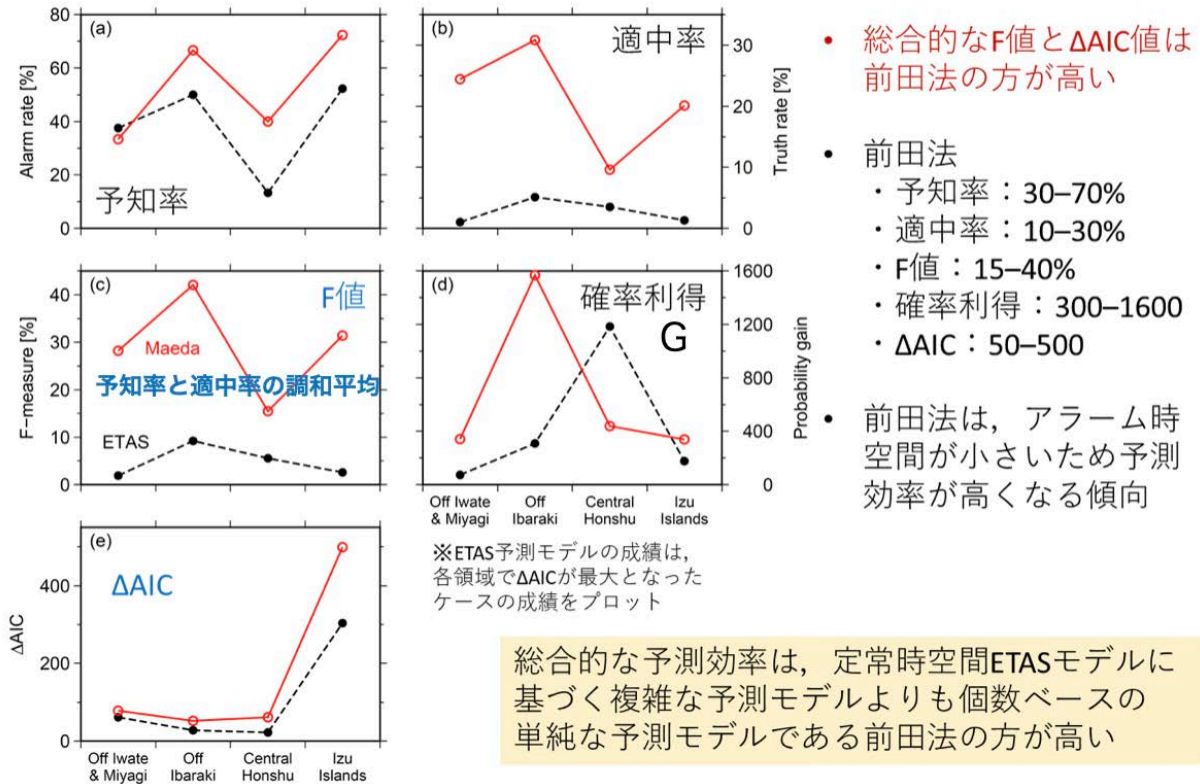 80
60
40
20
0
Alarm rate [%]
(a)
予知率
(b)
適中率
30
20
10
0
Truth rate [%]
40
30
20
10
0
F-measure [%]
(c)
F値
Maeda
予知率と適中率の調和平均
ETAS
(d)
確率利得
G
1600
1200
800
400
0
Probability gain
Off Iwate
& Miyagi
Off
Ibaraki
Central
Honshu
Izu
Islands
(e)
ΔAIC
400
200
0
ΔAIC
Off Iwate
& Miyagi
Off
Ibaraki
Central
Honshu
Izu
Islands
※ETAS予測モデルの成績は,
各領域でΔAICが最大となった
ケースの成績をプロット
• 総合的なF値とΔAIC値は
前田法の方が高い
• 前田法
・予知率：30–70%
・適中率：10–30%
・F値：15–40%
・確率利得：300–1600
・ΔAIC：50–500
• 前田法は，アラーム時
空間が小さいため予測
効率が高くなる傾向
総合的な予測効率は，定常時空間ETASモデルに
基づく複雑な予測モデルよりも個数ベースの
単純な予測モデルである前田法の方が高い